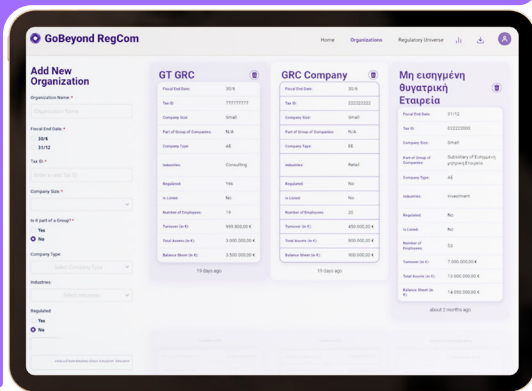 GoBeyond RegCom
Home
Organizations
Regulatory Universe
Add New
Organization
Organization Name *
Organization Name
Fiscal End Date: *
30/6
31/12
Tax ID: *
Enter a valid Tax ID
Company Size *
Is it part of a Group? *
Yes
No
Company Type:
Select Company Type
Industries:
Select Industries
Regulated
Yes
No
GT GRC
Fiscal End Date: 30/6
Tax ID: 777777777
Company Size: Small
Part of Group of Companies: N/A
Company Type: AE
Industries: Consulting
Regulated: Yes
Is Listed: No
Number of Employees: 19
Turnover (in €):
Total Assets (in €): 3 000 000,00 €
Balance Sheet (in €): 3 500 000,00 €
19 days ago
GRC Company
Fiscal End Date: 30/6
Tax ID: 222222222
Company Size: Small
Part of Group of Companies: N/A
Company Type: EE
Industries: Retail
Regulated: No
Is Listed: No
Number of Employees: 20
Turnover (in €): 450 000,00 €
Total Assets (in €): 800 000,00 €
Balance Sheet (in €): 900 000,00 €
19 days ago
Μη εισηγμένη
θυγατρική
Εταιρεία
Fiscal End Date: 31/12
Tax ID:
Company Size: Small
Part of Group of Subsidiary of Εισηγμένη
Companies: μητρική Εταιρεία
Company Type: AE
Industries: Investment
Regulated: No
Is Listed: No
Number of
Employees: 53
Turnover (in €): 7 000 000,00 €
Total Assets (in €): 13 000 000,00 €
Balance Sheet (in
€): 14 000 000,00 €
about 2 months ago